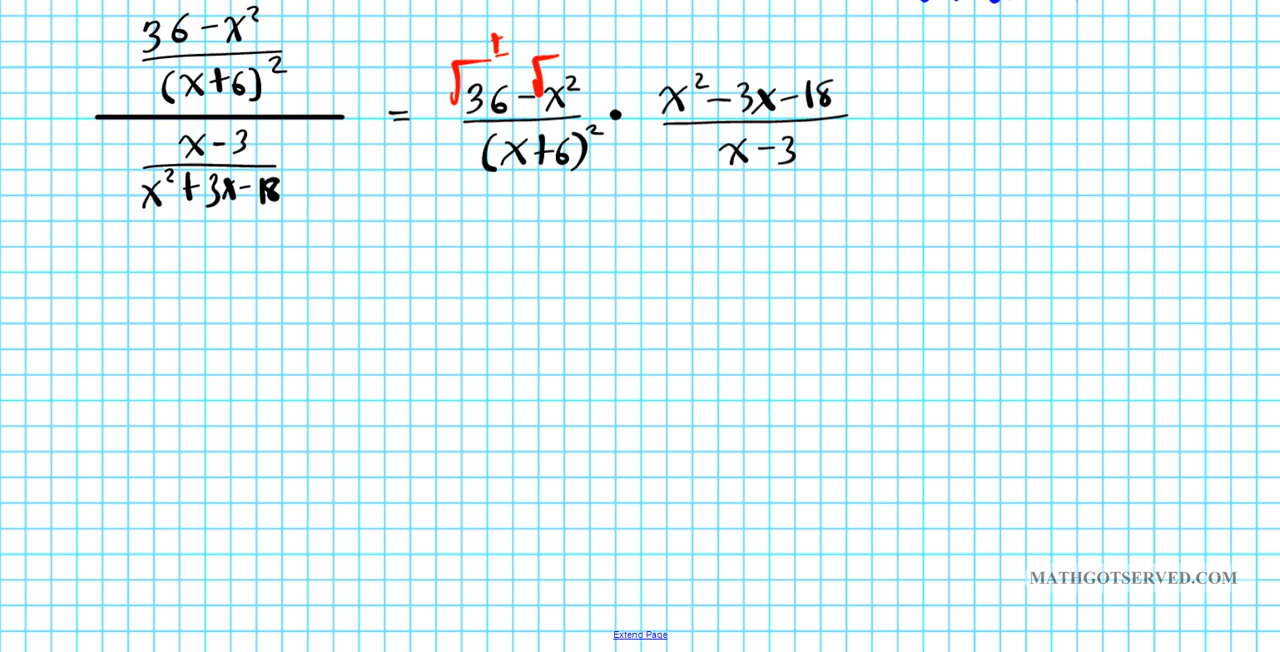 36 - x²
(x+6)²
x - 3
x² + 3x - 18
= √36 - √x² / (x+6)² • x² - 3x - 18 / x - 3
MATHGOTSERVED.COM
Extend Page